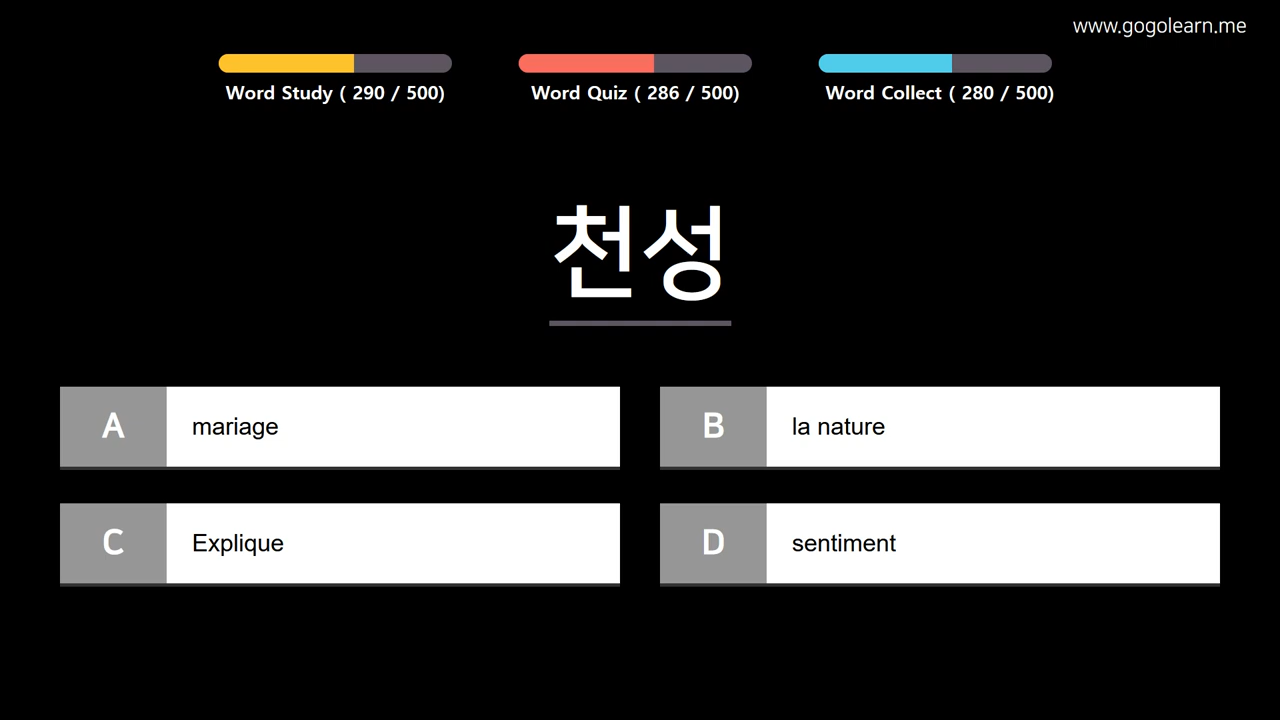 www.gogolearn.me
Word Study ( 290 / 500)
Word Quiz ( 286 / 500)
Word Collect ( 280 / 500)
천성
A mariage
B la nature
C Explique
D sentiment